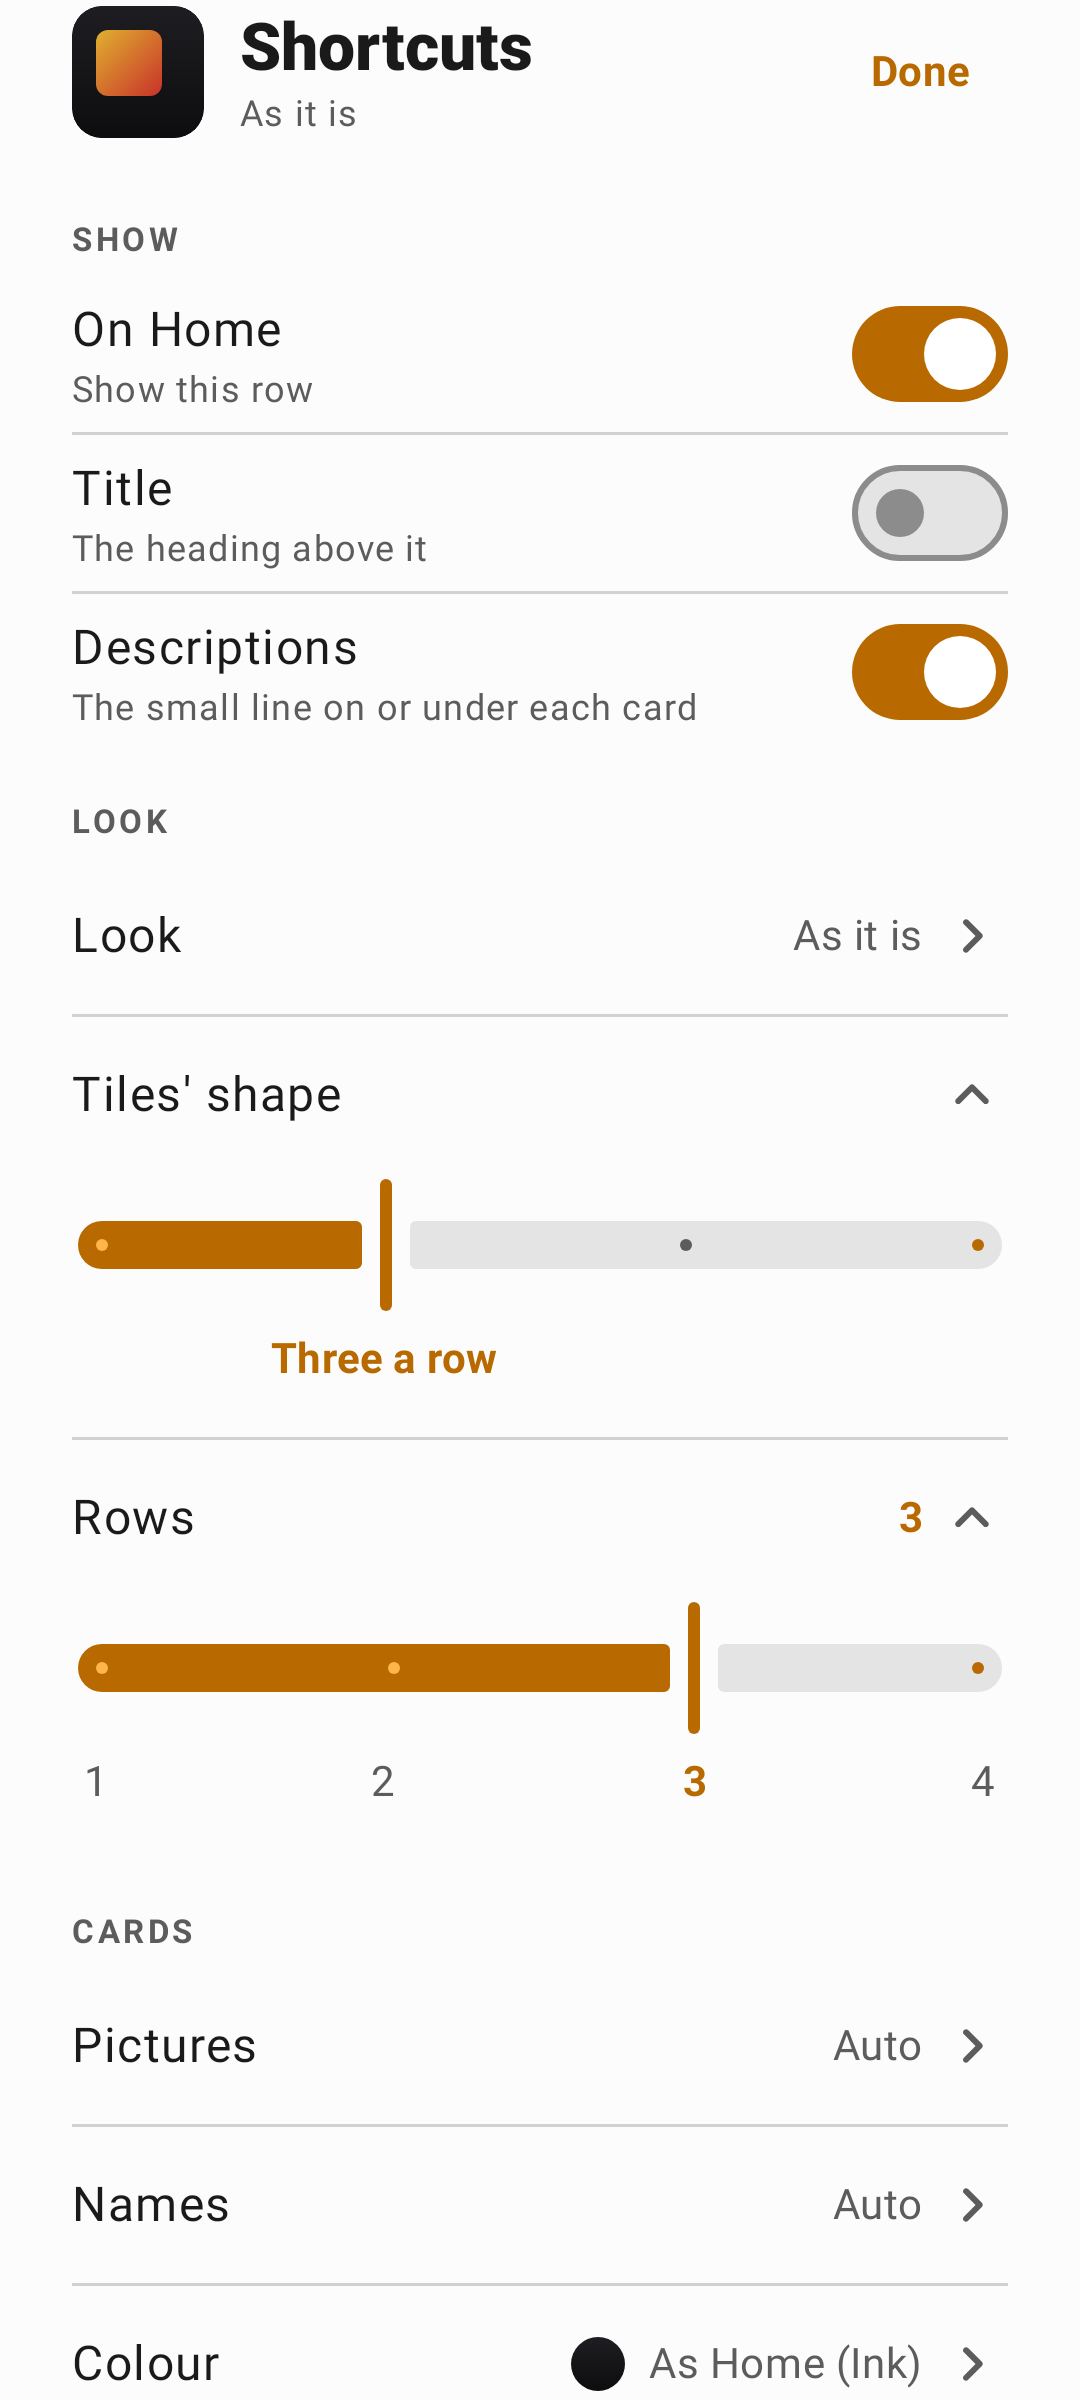 Shortcuts
As it is
Done
SHOW
On Home
Show this row
Title
The heading above it
Descriptions
The small line on or under each card
LOOK
Look
As it is
Tiles' shape
Three a row
Rows
3
1 2 3 4
CARDS
Pictures
Auto
Names
Auto
Colour
As Home (Ink)